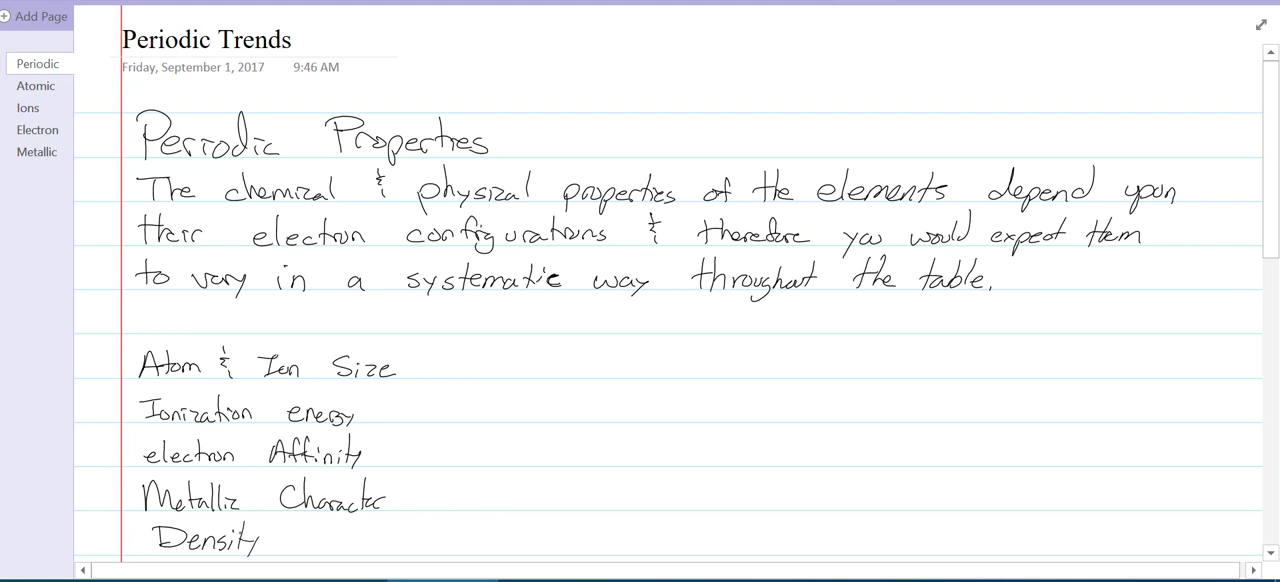 Add Page
Periodic
Atomic
Ions
Electron
Metallic
Periodic Trends
Friday, September 1, 2017 9:46 AM
Periodic Properties
The chemical & physical properties of the elements depend upon
their electron configurations & therefore you would expect them
to vary in a systematic way throughout the table.
Atom & Ion Size
Ionization energy
electron Affinity
Metallic Character
Density